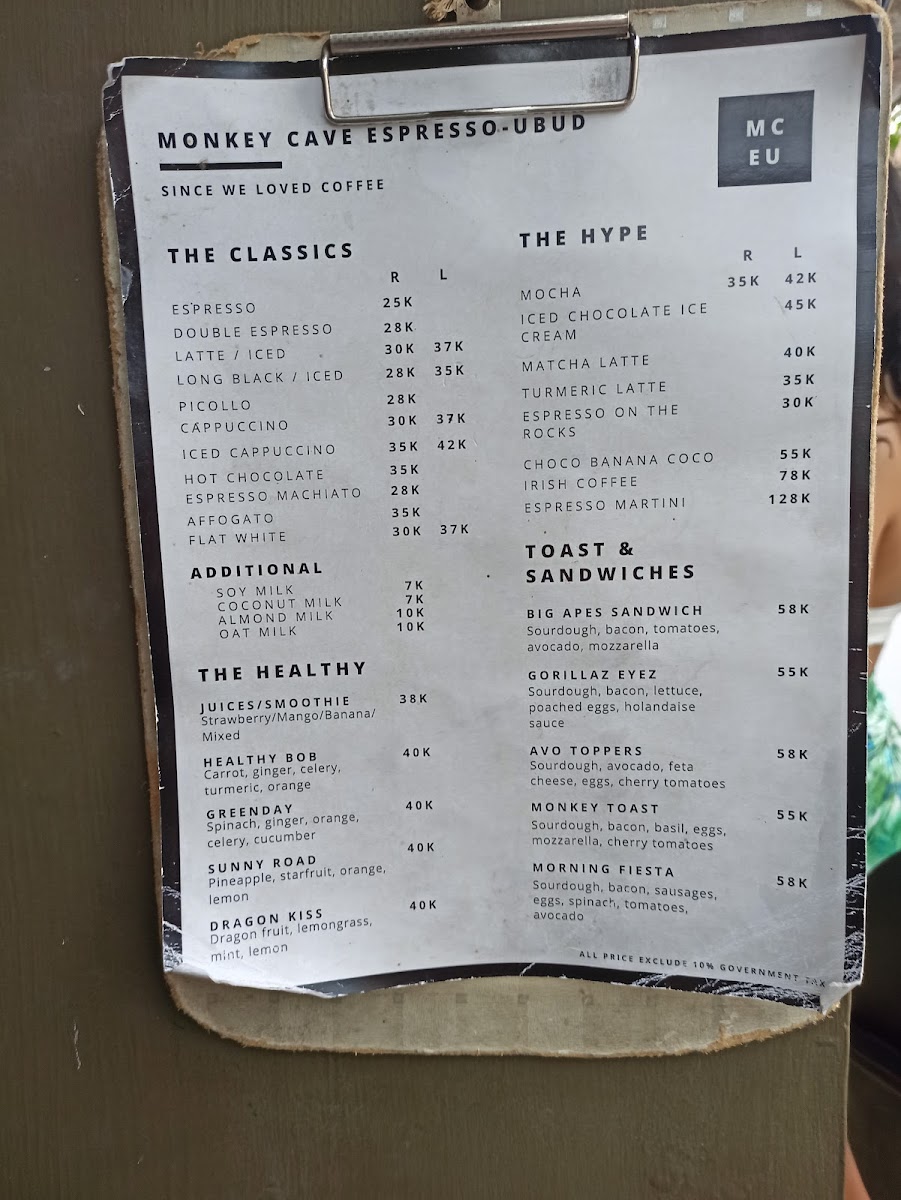 MONKEY CAVE ESPRESSO-UBUD
SINCE WE LOVED COFFEE
MC
EU
THE CLASSICS
R L
ESPRESSO 25K
DOUBLE ESPRESSO 28K
LATTE / ICED 30K 37K
LONG BLACK / ICED 28K 35K
PICOLLO 28K
CAPPUCCINO 30K 37K
ICED CAPPUCCINO 35K 42K
HOT CHOCOLATE 35K
ESPRESSO MACHIATO 28K
AFFOGATO 35K
FLAT WHITE 30K 37K
ADDITIONAL
SOY MILK 7K
COCONUT MILK 7K
ALMOND MILK 10K
OAT MILK 10K
THE HEALTHY
JUICES/SMOOTHIE 38K
Strawberry/Mango/Banana/
Mixed
HEALTHY BOB 40K
Carrot, ginger, celery,
turmeric, orange
GREENDAY 40K
Spinach, ginger, orange,
celery, cucumber
SUNNY ROAD 40K
Pineapple, starfruit, orange,
lemon
DRAGON KISS 40K
Dragon fruit, lemongrass,
mint, lemon
THE HYPE
R L
MOCHA 35K 42K
ICED CHOCOLATE ICE 45K
CREAM
MATCHA LATTE 40K
TURMERIC LATTE 35K
ESPRESSO ON THE 30K
ROCKS
CHOCO BANANA COCO 55K
IRISH COFFEE 78K
ESPRESSO MARTINI 128K
TOAST &
SANDWICHES
BIG APES SANDWICH 58K
Sourdough, bacon, tomatoes,
avocado, mozzarella
GORILLAZ EYEZ 55K
Sourdough, bacon, lettuce,
poached eggs, holandaise
sauce
AVO TOPPERS 58K
Sourdough, avocado, feta
cheese, eggs, cherry tomatoes
MONKEY TOAST 55K
Sourdough, bacon, basil, eggs,
mozzarella, cherry tomatoes
MORNING FIESTA 58K
Sourdough, bacon, sausages,
eggs, spinach, tomatoes,
avocado
ALL PRICE EXCLUDE 10% GOVERNMENT TAX